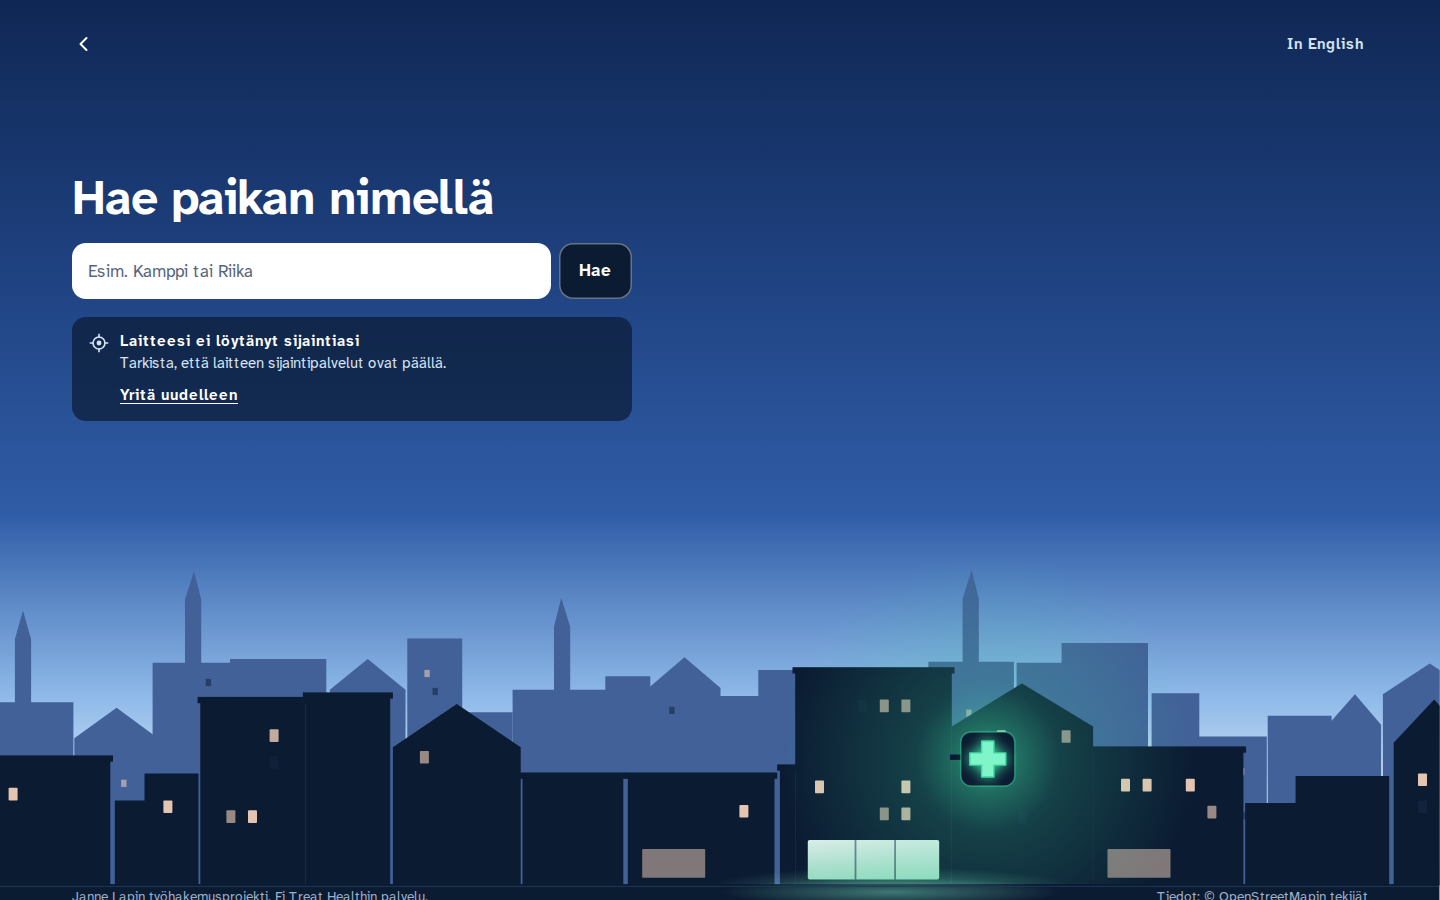 In English
Hae paikan nimellä
Esim. Kamppi tai Riika
Hae
Laitteesi ei löytänyt sijaintiasi
Tarkista, että laitteen sijaintipalvelut ovat päällä.
Yritä uudelleen
Janne Lapin työhakemusprojekti. Ei Treat Healthin palvelu.
Tiedot: © OpenStreetMapin tekijät